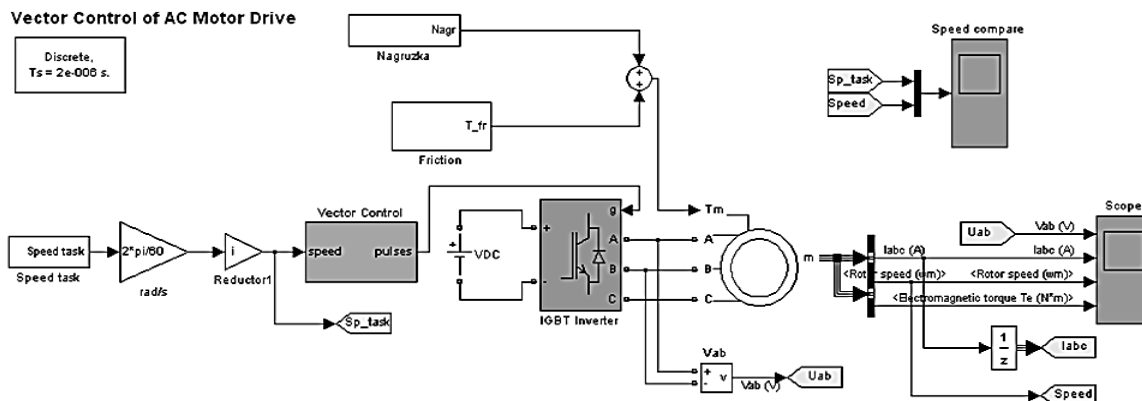 Vector Control of AC Motor Drive
Discrete,
Ts = 2e-006 s.
Nagr
Nagruzka
T_fr
Friction
Speed compare
Sp_task
Speed
Speed task
Speed task
2*pi/60
rad/s
i
Reductor1
Sp_task
Vector Control
speed
pulses
VDC
g
+
A
B
-
C
IGBT Inverter
+
+
Tm
A
B
C
m
Vab
+
-
v
Vab (V)
Uab
Scope
Uab
Vab (V)
Iabc (A)
Iabc (A)
<Rotor speed (wm)>
<Rotor speed (wm)>
<Electromagnetic torque Te (N*m)>
1
z
Iabc
Speed